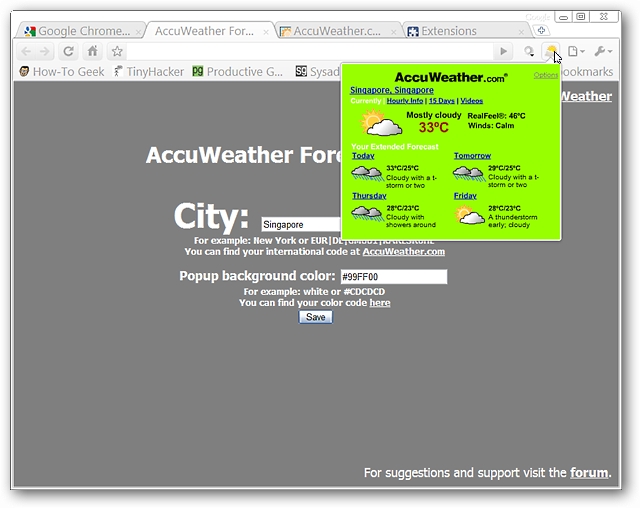 Google
Google Chrome...
AccuWeather For...
AccuWeather.c...
Extensions
How-To Geek
TinyHacker
Productive G...
Sysad
bookmarks
AccuWeather.com®
Options
Singapore, Singapore
Currently | Hourly Info | 15 Days | Videos
Mostly cloudy
33°C
RealFeel®: 46°C
Winds: Calm
Your Extended Forecast
Today
33°C/25°C
Cloudy with a t-
storm or two
Tomorrow
29°C/25°C
Cloudy with a t-
storm or two
Thursday
28°C/23°C
Cloudy with
showers around
Friday
28°C/23°C
A thunderstorm
early; cloudy
Weather
AccuWeather Fore
City: Singapore
For example: New York or EUR|DE|
You can find your international code at AccuWeather.com
Popup background color: #99FF00
For example: white or #CDCDCD
You can find your color code here
Save
For suggestions and support visit the forum.